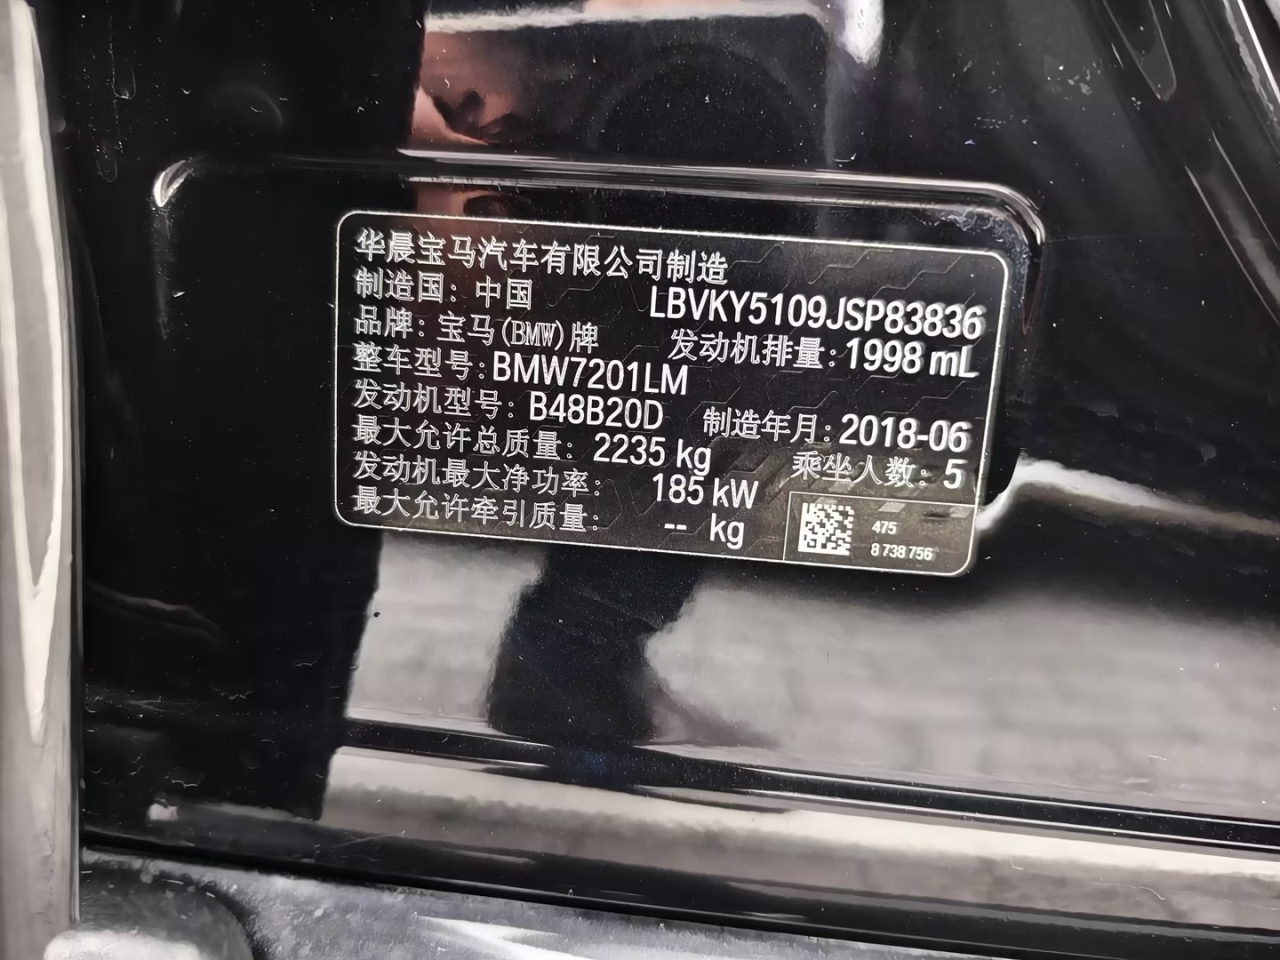 华晨宝马汽车有限公司制造
制造国：中国 LBVKY5109JSP83836
品牌：宝马(BMW)牌 发动机排量：1998 mL
整车型号：BMW7201LM
发动机型号：B48B20D 制造年月：2018-06
最大允许总质量：2235 kg 乘坐人数：5
发动机最大净功率：185 kW
最大允许牵引质量：-- kg
475
8 738 756